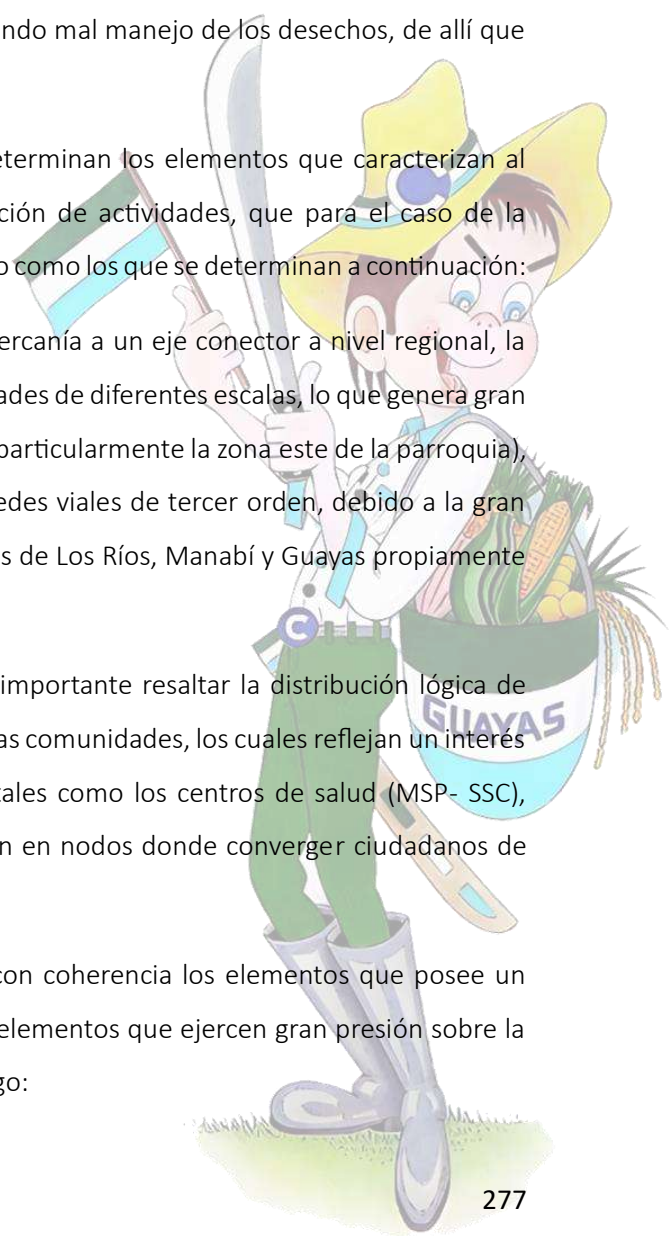 ndo mal manejo de los desechos, de allí que
eterminan los elementos que caracterizan al
ción de actividades, que para el caso de la
o como los que se determinan a continuación:
ercanía a un eje conector a nivel regional, la
ades de diferentes escalas, lo que genera gran
particularmente la zona este de la parroquia),
edes viales de tercer orden, debido a la gran
s de Los Ríos, Manabí y Guayas propiamente
C
C
importante resaltar la distribución lógica de
GUAYAS
as comunidades, los cuales reflejan un interés
tales como los centros de salud (MSP- SSC),
n en nodos donde converger ciudadanos de
con coherencia los elementos que posee un
elementos que ejercen gran presión sobre la
go:
C
277